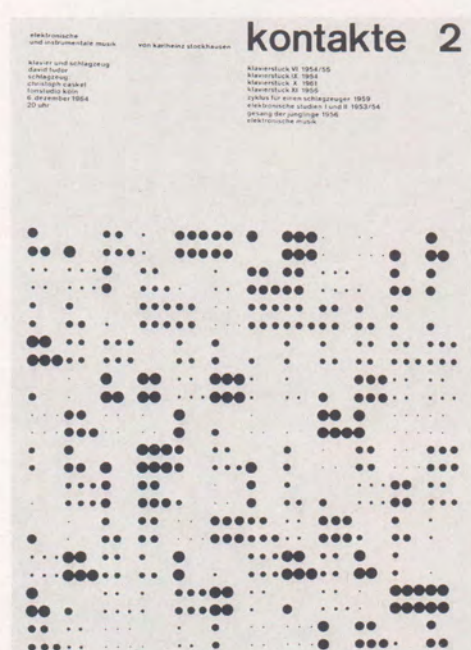 elektronische
und instrumentale musik
von karlheinz stockhausen
kontakte 2
klavier und schlagzeug
david tudor
schlagzeug
christoph caskel
tonstudio köln
6. dezember 1964
20 uhr
klavierstück VI 1954/55
klavierstück IX 1954
klavierstück X 1961
klavierstück XI 1956
zyklus für einen schlagzeuger 1959
elektronische studien I und II 1953/54
gesang der jünglinge 1956
elektronische musik